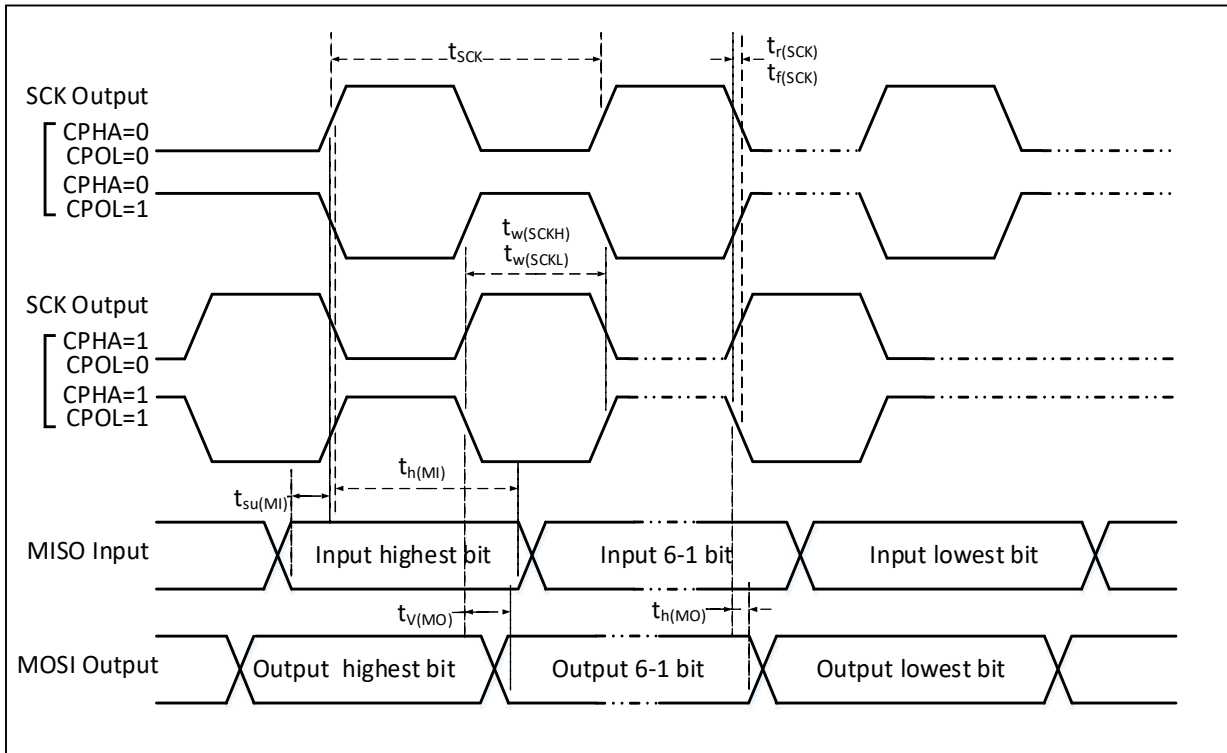 tSCK
tr(SCK)
tf(SCK)
SCK Output
CPHA=0
CPOL=0
CPHA=0
CPOL=1
tw(SCKH)
tw(SCKL)
SCK Output
CPHA=1
CPOL=0
CPHA=1
CPOL=1
th(MI)
tsu(MI)
MISO Input
Input highest bit
Input 6-1 bit
Input lowest bit
tV(MO)
th(MO)
MOSI Output
Output highest bit
Output 6-1 bit
Output lowest bit